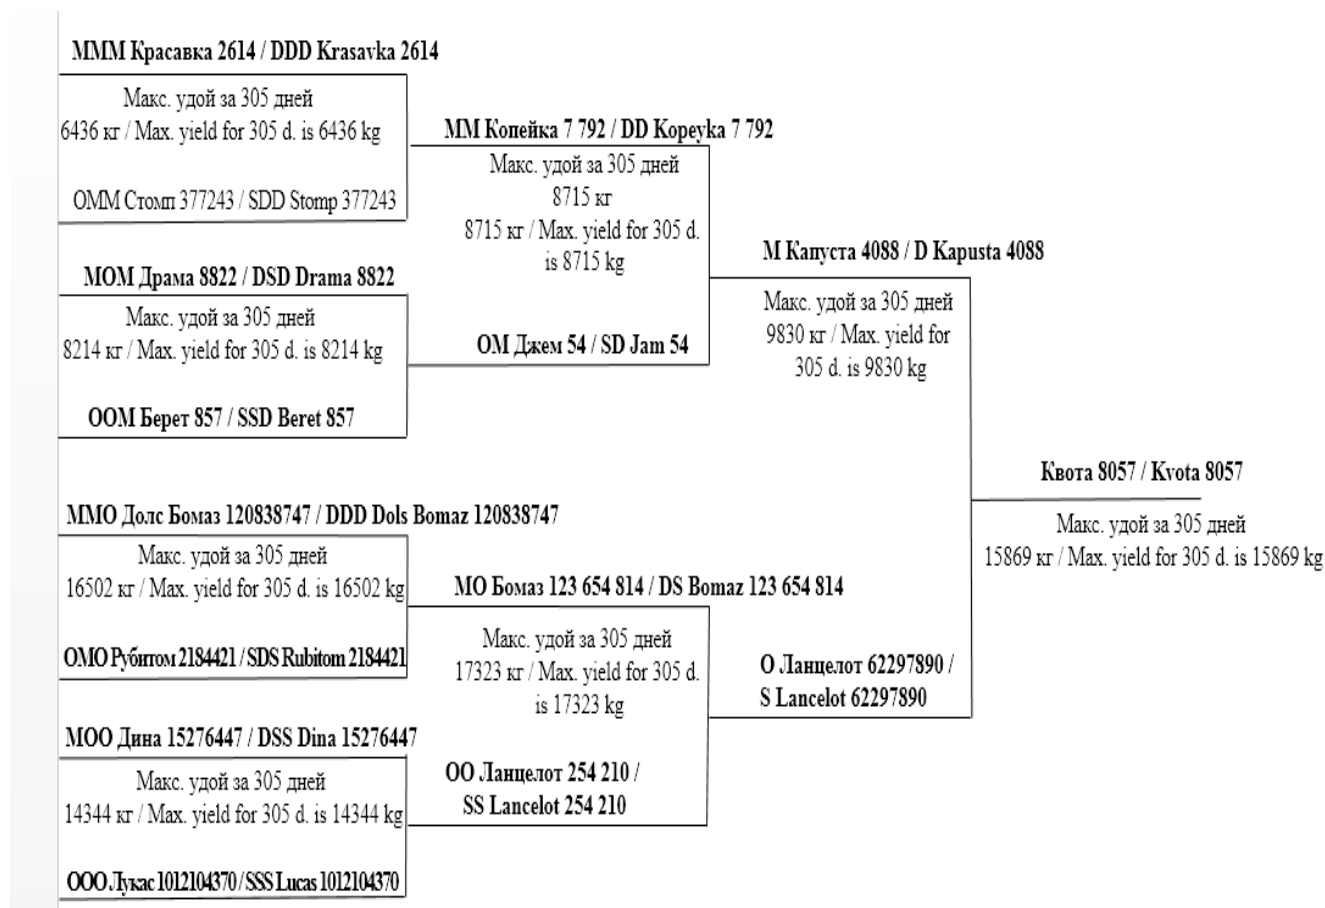 МММ Красавка 2614 / DDD Krasavka 2614
Макс. удой за 305 дней
6436 кг / Max. yield for 305 d. is 6436 kg
ОММ Стомп 377243 / SDD Stomp 377243
МОМ Драма 8822 / DSD Drama 8822
Макс. удой за 305 дней
8214 кг / Max. yield for 305 d. is 8214 kg
ООМ Берет 857 / SSD Beret 857
ММО Долс Бомаз 120838747 / DDD Dols Bomaz 120838747
Макс. удой за 305 дней
16502 кг / Max. yield for 305 d. is 16502 kg
ОМО Рубитом 2184421 / SDS Rubitom 2184421
МОО Дина 15276447 / DSS Dina 15276447
Макс. удой за 305 дней
14344 кг / Max. yield for 305 d. is 14344 kg
ООО Лукас 1012104370 / SSS Lucas 1012104370
ММ Копейка 7 792 / DD Kopeyka 7 792
Макс. удой за 305 дней
8715 кг
8715 кг / Max. yield for 305 d.
is 8715 kg
ОМ Джем 54 / SD Jam 54
МО Бомаз 123 654 814 / DS Bomaz 123 654 814
Макс. удой за 305 дней
17323 кг / Max. yield for 305 d.
is 17323 kg
ОО Ланцелот 254 210 /
SS Lancelot 254 210
М Капуста 4088 / D Kapusta 4088
Макс. удой за 305 дней
9830 кг / Max. yield for
305 d. is 9830 kg
О Ланцелот 62297890 /
S Lancelot 62297890
Квота 8057 / Kvota 8057
Макс. удой за 305 дней
15869 кг / Max. yield for 305 d. is 15869 kg